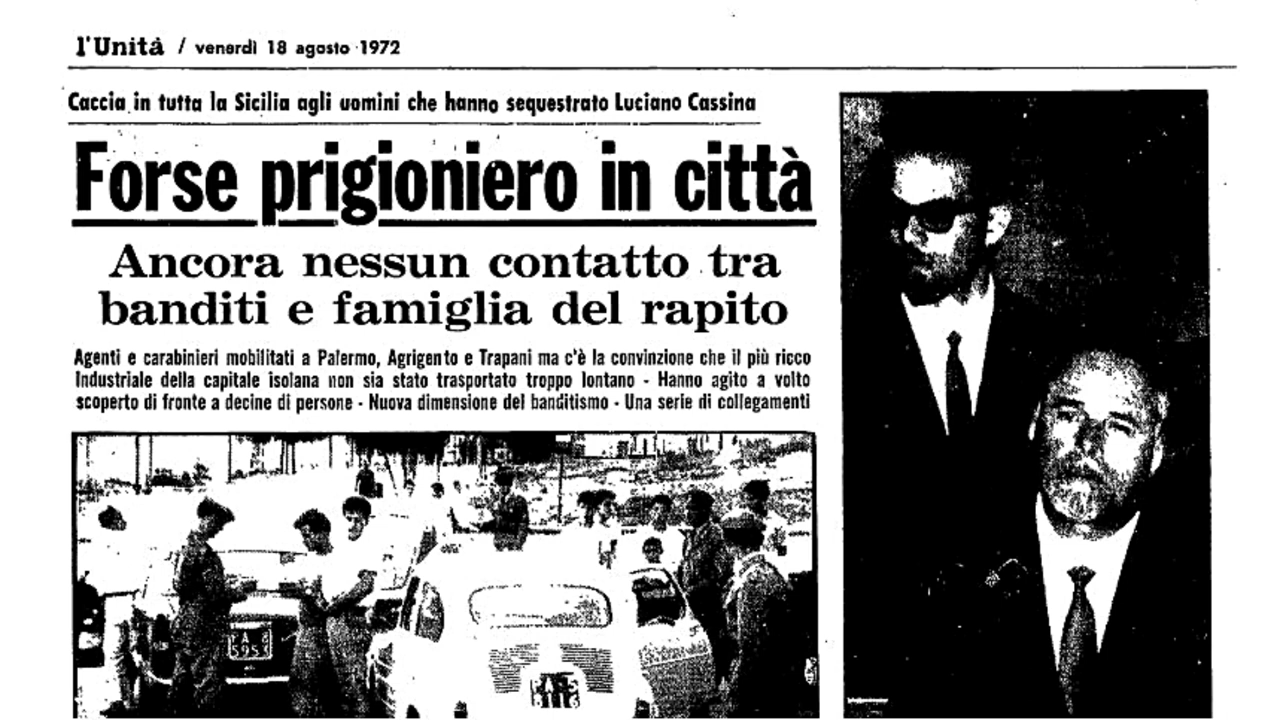 l'Unità / venerdì 18 agosto 1972
Caccia in tutta la Sicilia agli uomini che hanno sequestrato Luciano Cassina
Forse prigioniero in città
Ancora nessun contatto tra
banditi e famiglia del rapito
Agenti e carabinieri mobilitati a Palermo, Agrigento e Trapani ma c'è la convinzione che il più ricco
Industriale della capitale isolana non sia stato trasportato troppo lontano - Hanno agito a volto
scoperto di fronte a decine di persone - Nuova dimensione del banditismo - Una serie di collegamenti